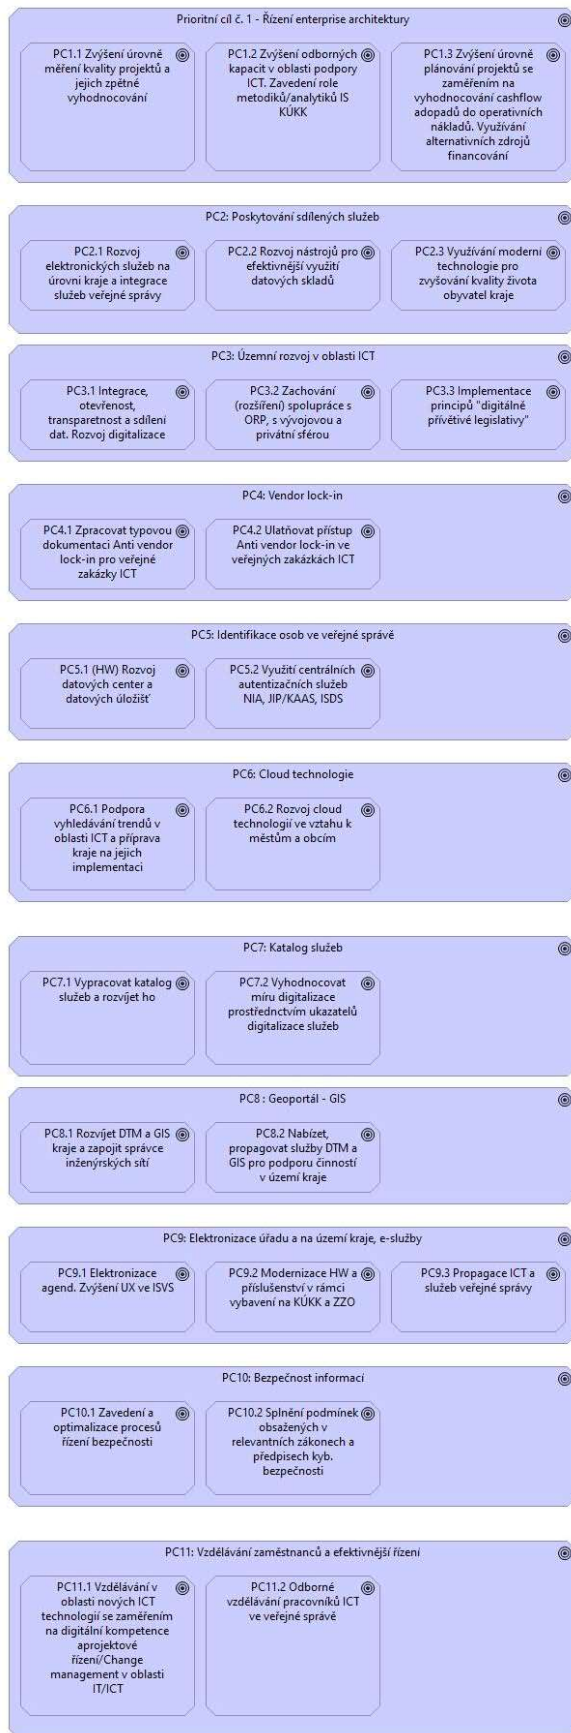 Prioritní cíl č. 1 - Řízení enterprise architektury
PC1.1 Zvýšení úrovně
měření kvality projektů a
jejich zpětné
vyhodnocování
PC1.2 Zvýšení odborných
kapacit v oblasti podpory
ICT. Zavedení role
metodiků/analytiků IS
KÚKK
PC1.3 Zvýšení úrovně
plánování projektů se
zaměřením na
vyhodnocování cashflow
adopadů do operativních
nákladů. Využívání
alternativních zdrojů
financování
PC2: Poskytování sdílených služeb
PC2.1 Rozvoj
elektronických služeb na
úrovni kraje a integrace
služeb veřejné správy
PC2.2 Rozvoj nástrojů pro
efektivnější využití
datových skladů
PC2.3 Využívání moderní
technologie pro
zvyšování kvality života
obyvatel kraje
PC3: Územní rozvoj v oblasti ICT
PC3.1 Integrace,
otevřenost,
transparetnost a sdílení
dat. Rozvoj digitalizace
PC3.2 Zachování
(rozšíření) spolupráce s
ORP, s vývojovou a
privátní sférou
PC3.3 Implementace
principů "digitálně
přívětivé legislativy"
PC4: Vendor lock-in
PC4.1 Zpracovat typovou
dokumentaci Anti vendor
lock-in pro veřejné
zakázky ICT
PC4.2 Ulatňovat přístup
Anti vendor lock-in ve
veřejných zakázkách ICT
PC5: Identifikace osob ve veřejné správě
PC5.1 (HW) Rozvoj
datových center a
datových úložišť
PC5.2 Využití centrálních
autentizačních služeb
NIA, JIP/KAAS, ISDS
PC6: Cloud technologie
PC6.1 Podpora
vyhledávání trendů v
oblasti ICT a příprava
kraje na jejich
implementaci
PC6.2 Rozvoj cloud
technologií ve vztahu k
městům a obcím
PC7: Katalog služeb
PC7.1 Vypracovat katalog
služeb a rozvíjet ho
PC7.2 Vyhodnocovat
míru digitalizace
prostřednctvím ukazatelů
digitalizace služeb
PC8 : Geoportál - GIS
PC8.1 Rozvíjet DTM a GIS
kraje a zapojit správce
inženýrských sítí
PC8.2 Nabízet,
propagovat služby DTM a
GIS pro podporu činností
v území kraje
PC9: Elektronizace úřadu a na území kraje, e-služby
PC9.1 Elektronizace
agend. Zvýšení UX ve ISVS
PC9.2 Modernizace HW a
příslušenství v rámci
vybavení na KÚKK a ZZO
PC9.3 Propagace ICT a
služeb veřejné správy
PC10: Bezpečnost informací
PC10.1 Zavedení a
optimalizace procesů
řízení bezpečnosti
PC10.2 Splnění podmínek
obsažených v
relevantních zákonech a
předpisech kyb.
bezpečnosti
PC11: Vzdělávání zaměstnanců a efektivnější řízení
PC11.1 Vzdělávání v
oblasti nových ICT
technologií se zaměřením
na digitální kompetence
aprojektové
řízení/Change
management v oblasti
IT/ICT
PC11.2 Odborné
vzdělávání pracovníků ICT
ve veřejné správě